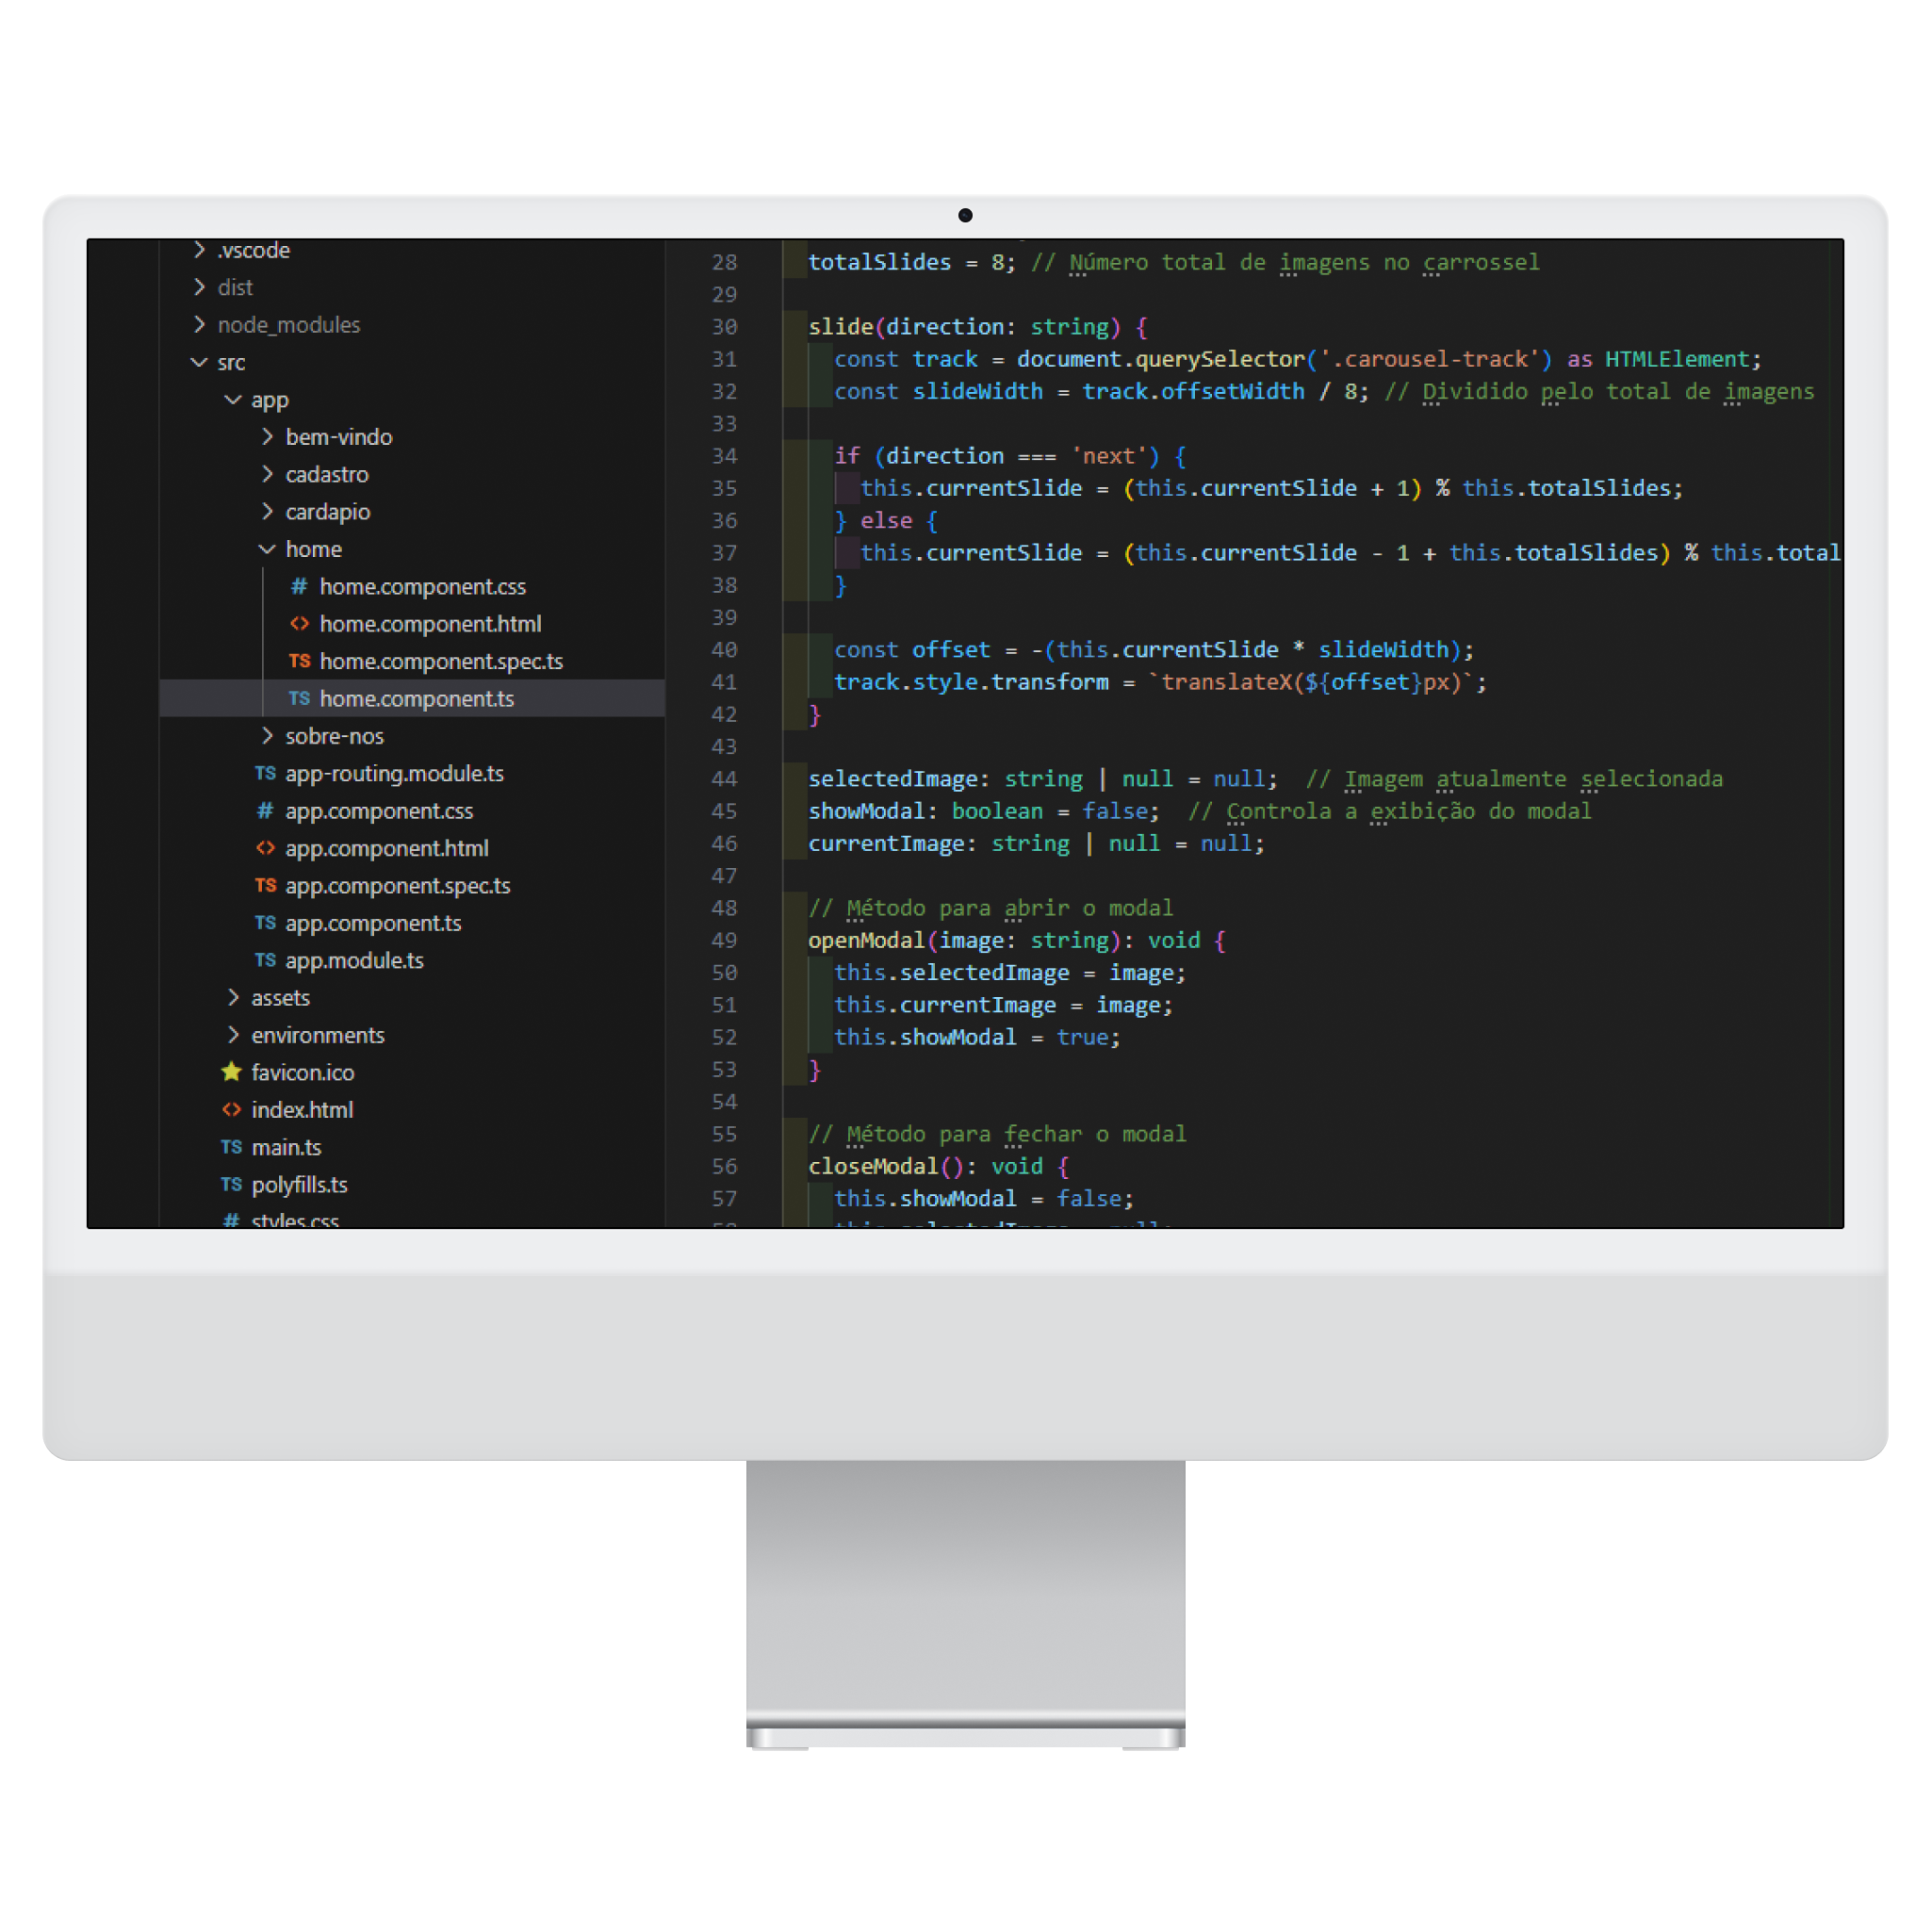 .vscode
dist
node_modules
src
app
bem-vindo
cadastro
cardapio
home
# home.component.css
<> home.component.html
TS home.component.spec.ts
TS home.component.ts
sobre-nos
TS app-routing.module.ts
# app.component.css
<> app.component.html
TS app.component.spec.ts
TS app.component.ts
TS app.module.ts
assets
environments
favicon.ico
<> index.html
TS main.ts
TS polyfills.ts
# styles.css
28 totalSlides = 8; // Número total de imagens no carrossel
29
30 slide(direction: string) {
31 const track = document.querySelector('.carousel-track') as HTMLElement;
32 const slideWidth = track.offsetWidth / 8; // Dividido pelo total de imagens
33
34 if (direction === 'next') {
35 this.currentSlide = (this.currentSlide + 1) % this.totalSlides;
36 } else {
37 this.currentSlide = (this.currentSlide - 1 + this.totalSlides) % this.total
38 }
39
40 const offset = -(this.currentSlide * slideWidth);
41 track.style.transform = `translateX(${offset}px)`;
42 }
43
44 selectedImage: string | null = null; // Imagem atualmente selecionada
45 showModal: boolean = false; // Controla a exibição do modal
46 currentImage: string | null = null;
47
48 // Método para abrir o modal
49 openModal(image: string): void {
50 this.selectedImage = image;
51 this.currentImage = image;
52 this.showModal = true;
53 }
54
55 // Método para fechar o modal
56 closeModal(): void {
57 this.showModal = false;